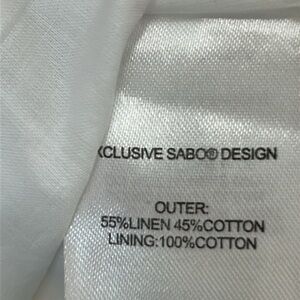 XCLUSIVE SABO® DESIGN
OUTER:
55%LINEN 45%COTTON
LINING:100%COTTON